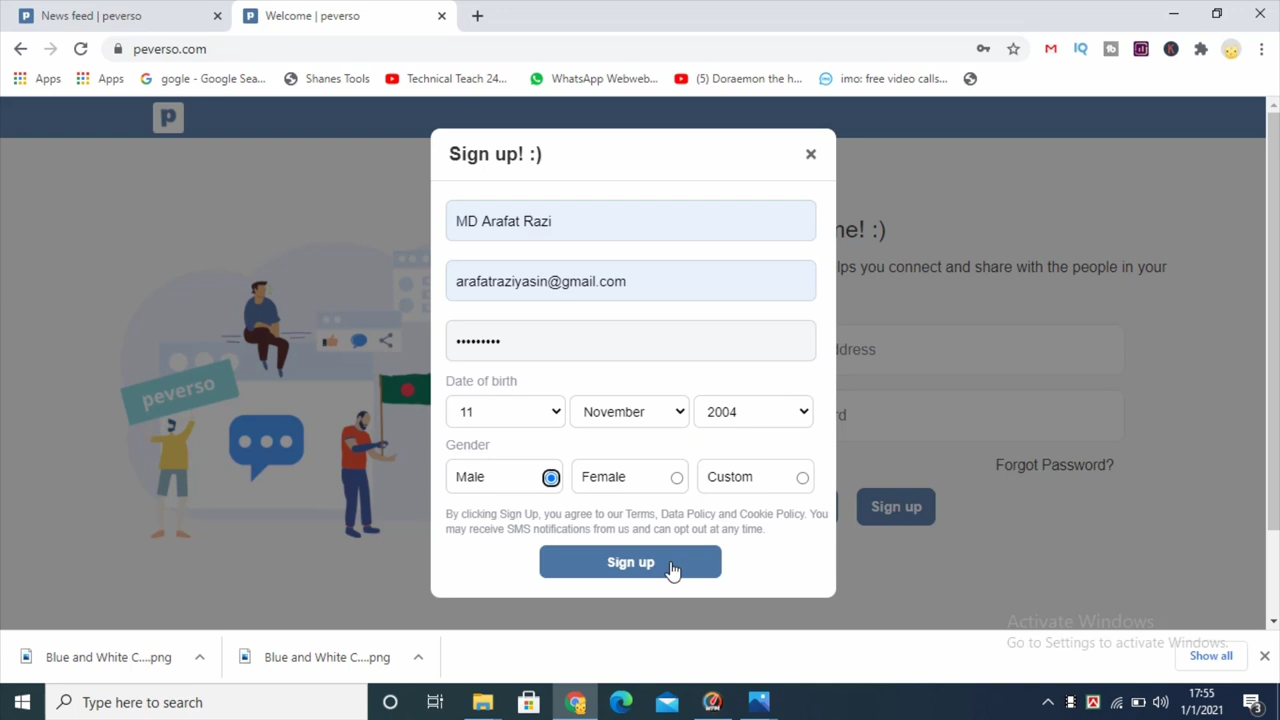 News feed | peverso
Welcome | peverso
peverso.com
Apps
Apps
gogle - Google Sea...
Shanes Tools
Technical Teach 24...
WhatsApp Webweb...
(5) Doraemon the h...
imo: free video calls...
Sign up! :)
MD Arafat Razi
arafatraziyasin@gmail.com
•••••••••
Date of birth
11
November
2004
Gender
Male
Female
Custom
By clicking Sign Up, you agree to our Terms, Data Policy and Cookie Policy. You
may receive SMS notifications from us and can opt out at any time.
Sign up
me! :)
lps you connect and share with the people in your
ddress
rd
Forgot Password?
Sign up
peverso
Activate Windows
Go to Settings to activate Windows.
Blue and White C....png
Blue and White C....png
Show all
Type here to search
17:55
1/1/2021
3